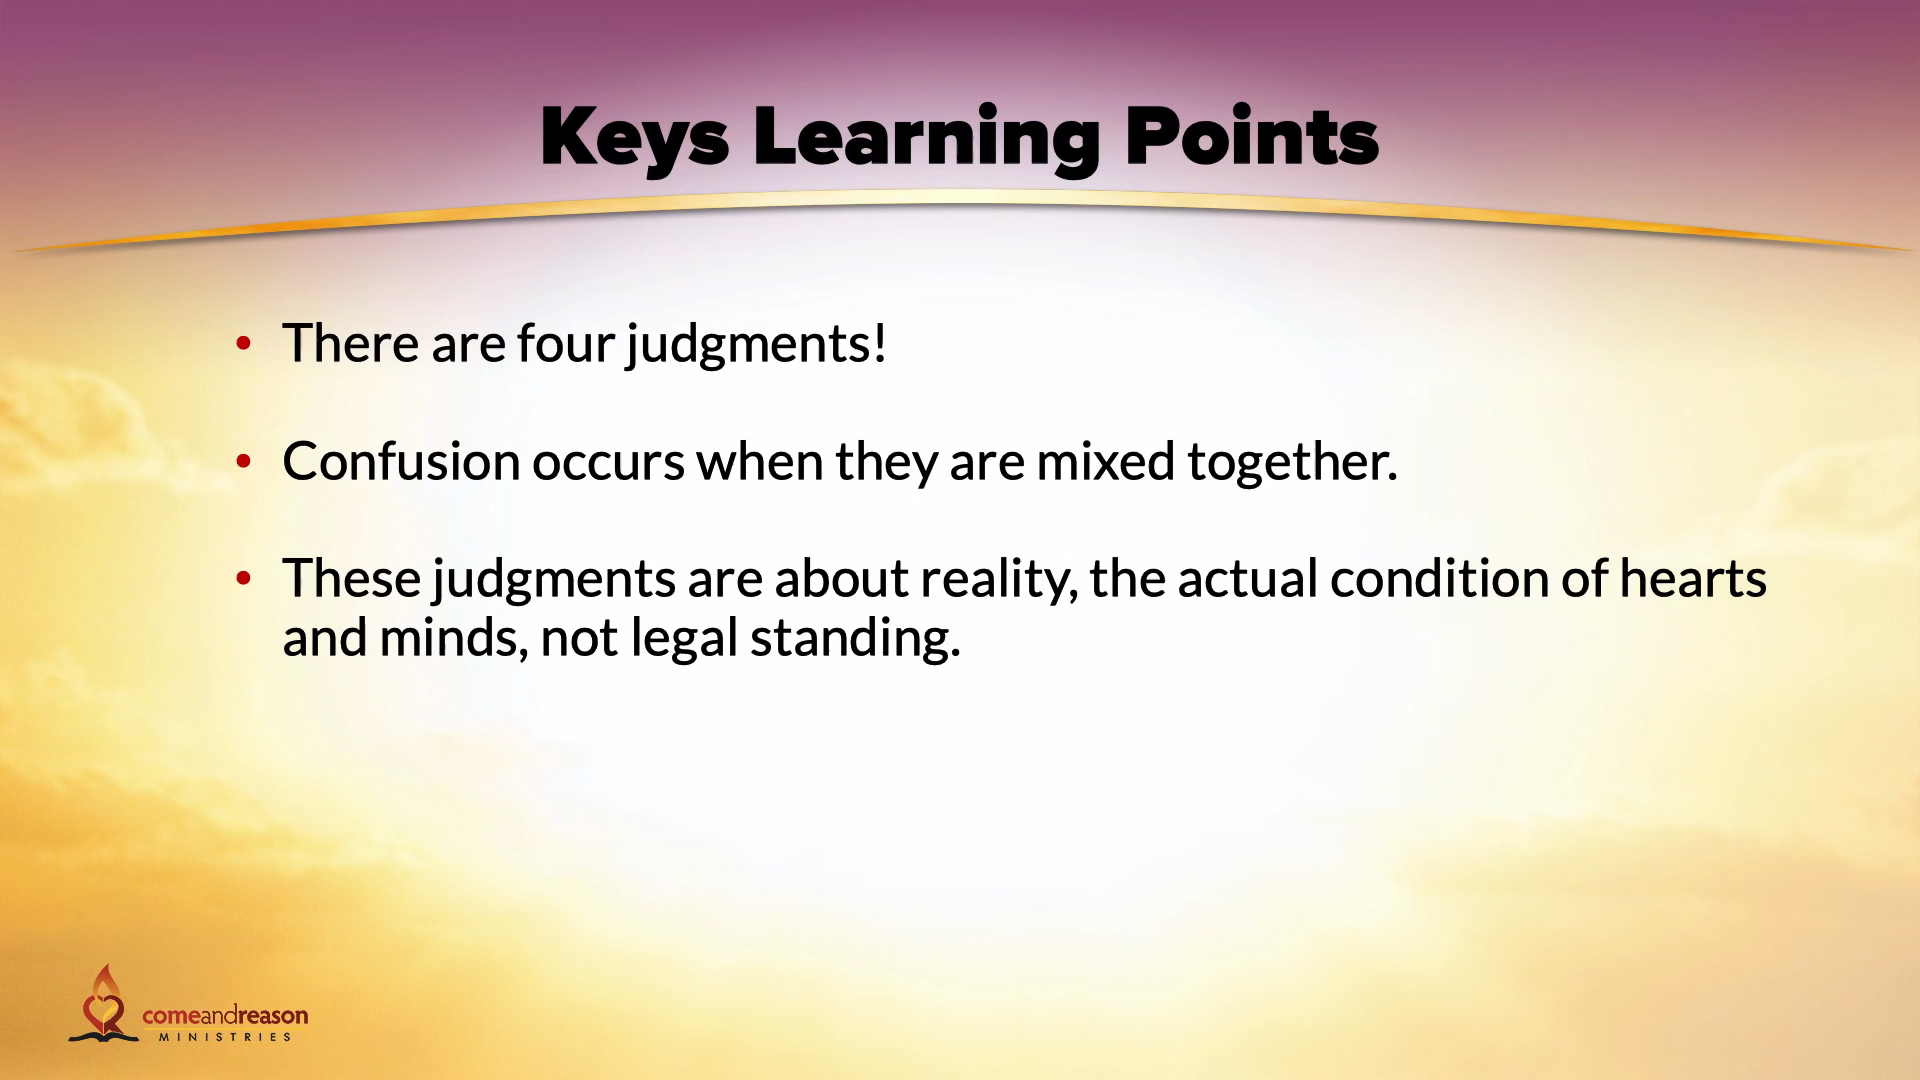 Keys Learning Points
• There are four judgments!
• Confusion occurs when they are mixed together.
• These judgments are about reality, the actual condition of hearts
and minds, not legal standing.
comeandreason
MINISTRIES